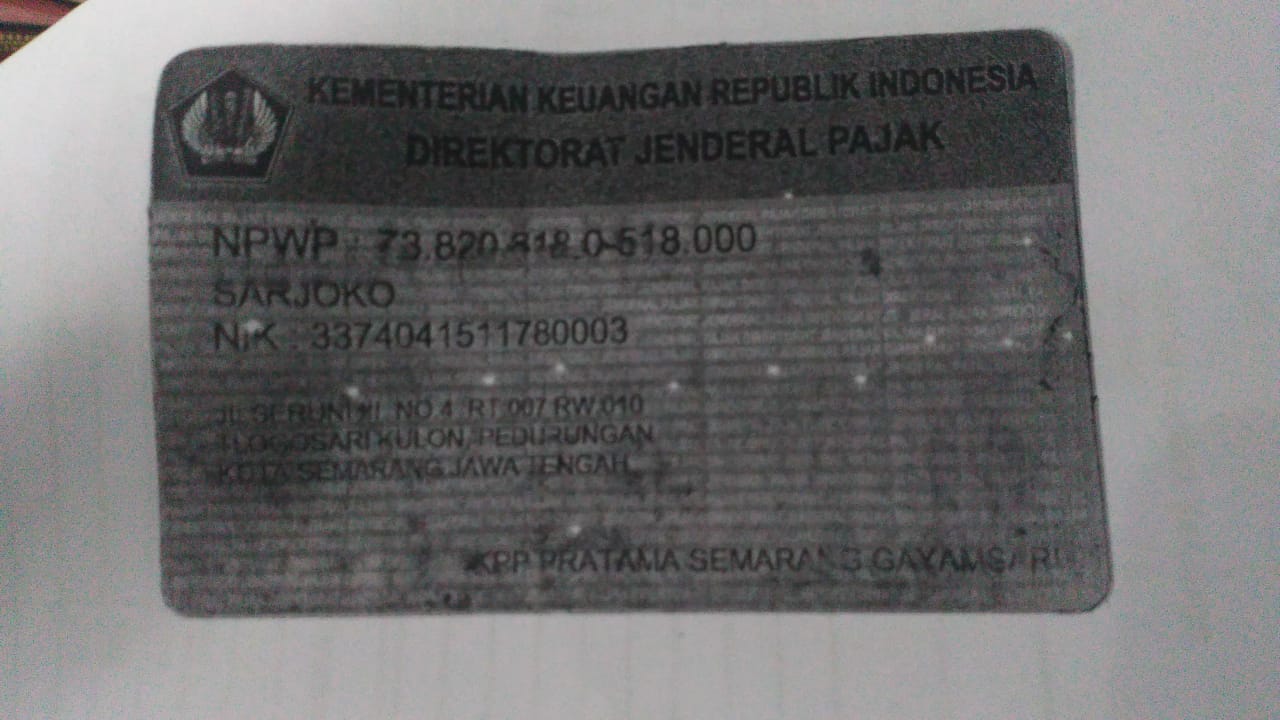 KEMENTERIAN KEUANGAN REPUBLIK INDONESIA
DIREKTORAT JENDERAL PAJAK
NPWP : 73.820.818.0-518.000
SARJOKO
NIK : 3374041511780003
JL SERUNI XI NO.4 RT.007 RW.010
TLOGOSARI KULON, PEDURUNGAN
KOTA SEMARANG JAWA TENGAH
KPP PRATAMA SEMARANG GAYAMSARI